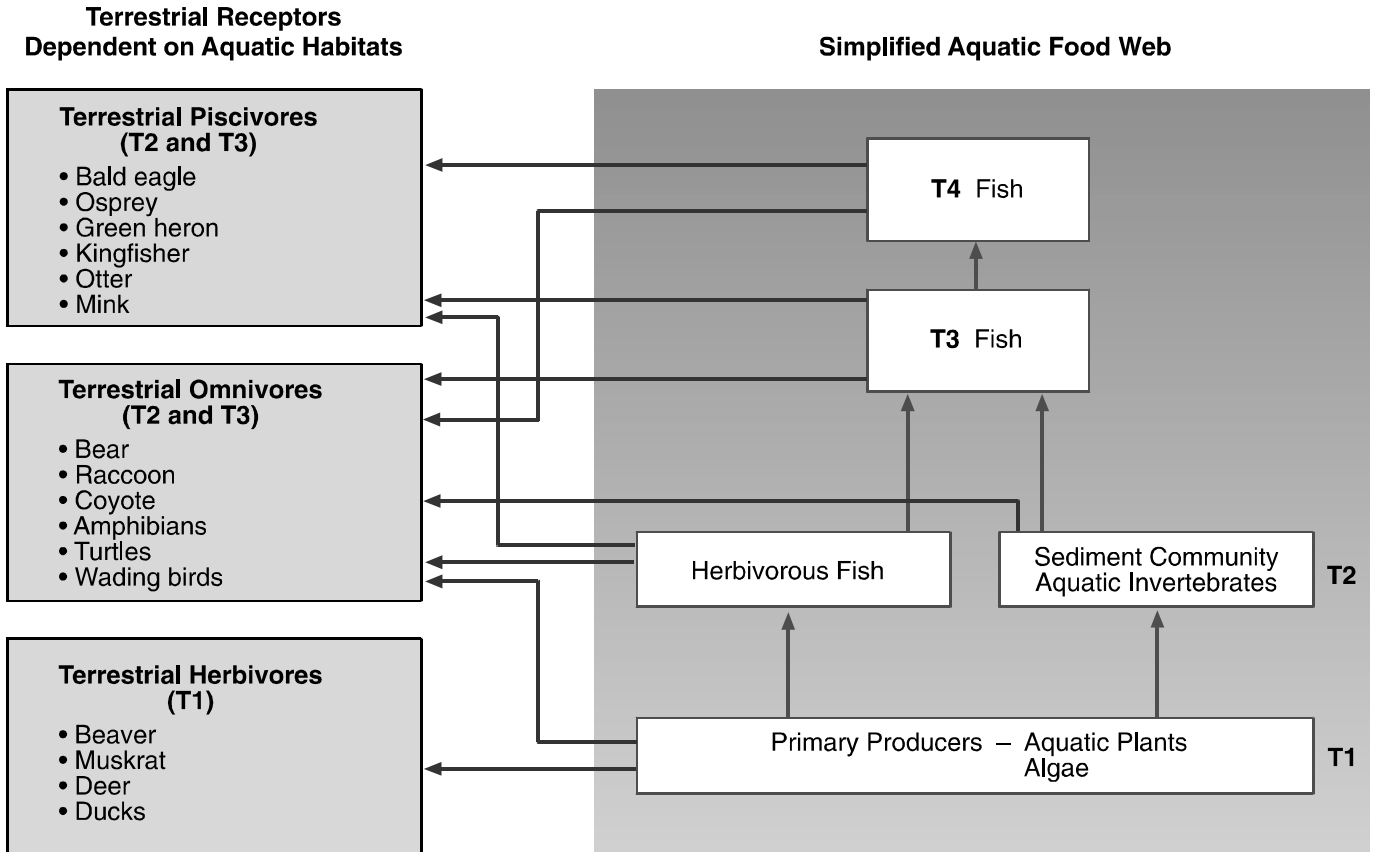 Terrestrial Receptors
Dependent on Aquatic Habitats
Simplified Aquatic Food Web
Terrestrial Piscivores
(T2 and T3)
• Bald eagle
• Osprey
• Green heron
• Kingfisher
• Otter
• Mink
Terrestrial Omnivores
(T2 and T3)
• Bear
• Raccoon
• Coyote
• Amphibians
• Turtles
• Wading birds
Terrestrial Herbivores
(T1)
• Beaver
• Muskrat
• Deer
• Ducks
T4 Fish
T3 Fish
Herbivorous Fish
Sediment Community
Aquatic Invertebrates
T2
Primary Producers – Aquatic Plants
Algae
T1